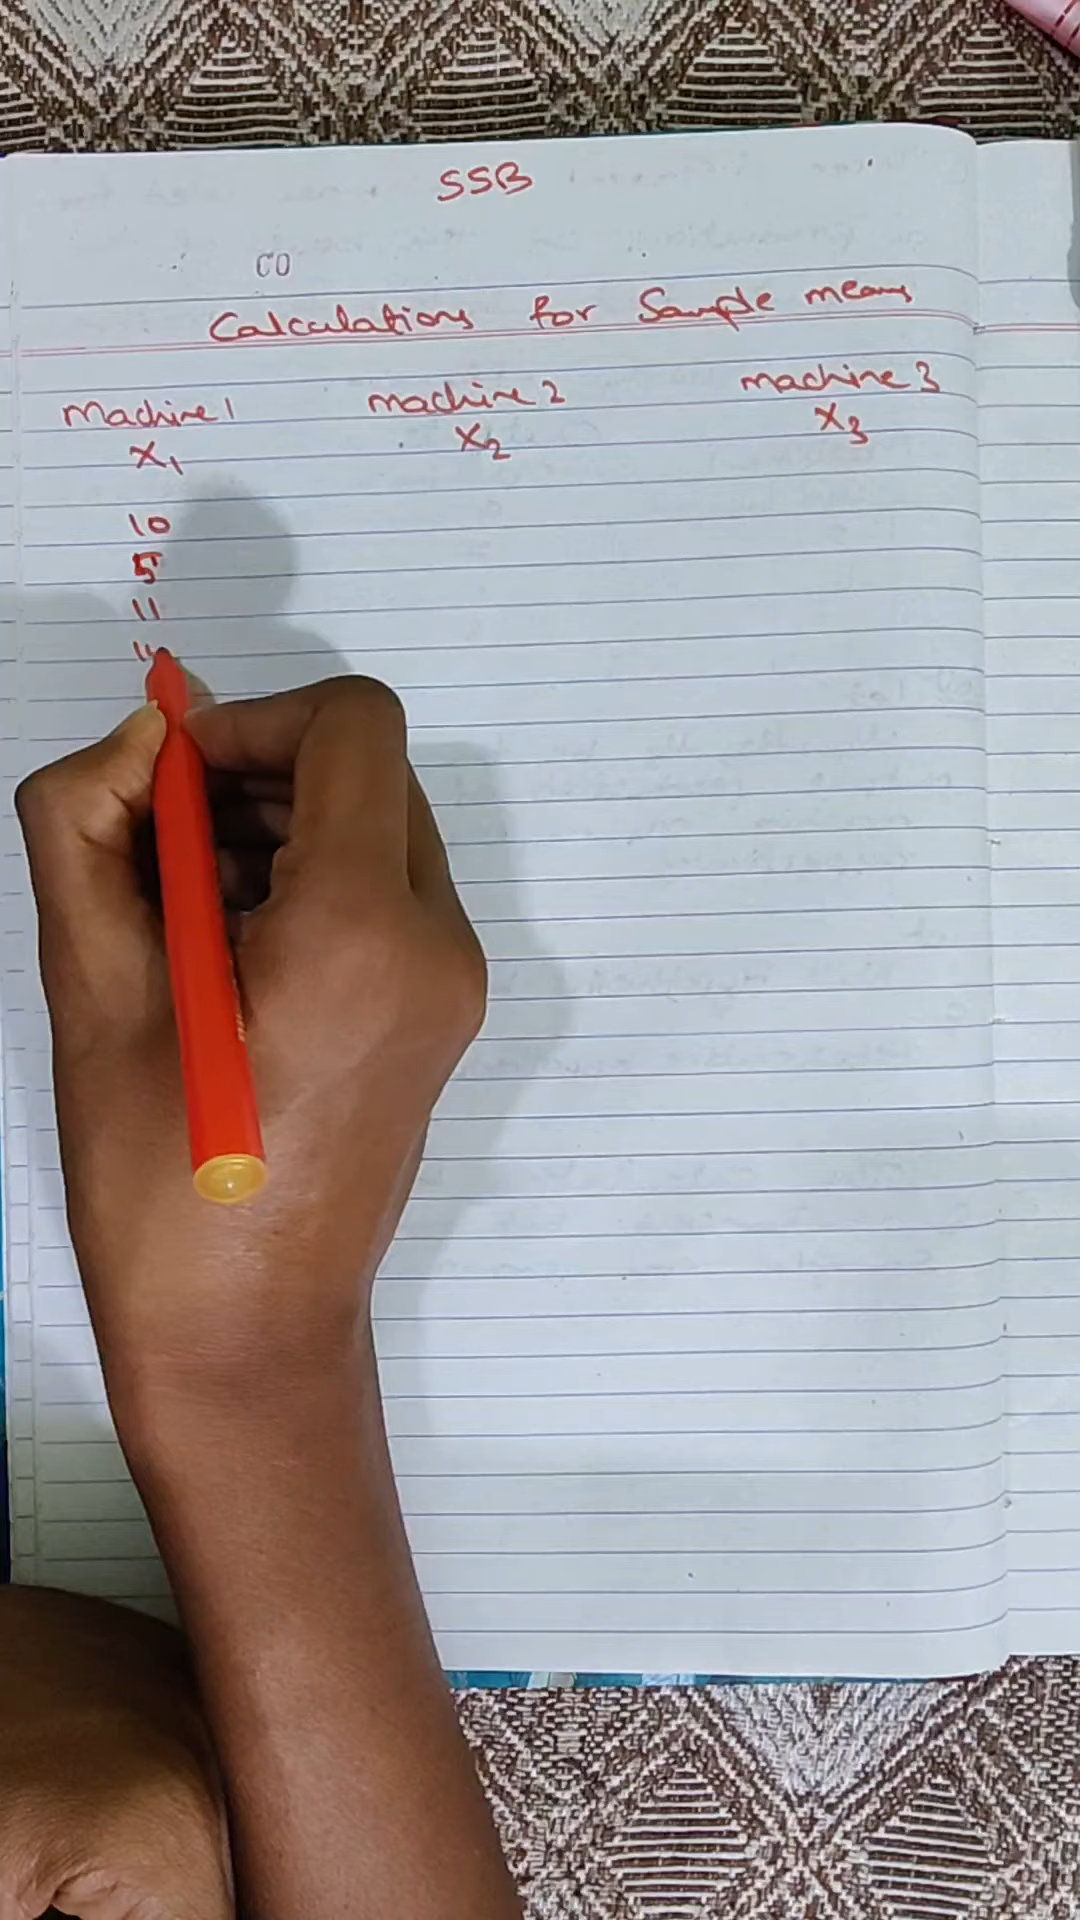 SSB
CO
Calculations for Sample means
Machine 1 machine 2 machine 3
X1 X2 X3
10
5
11